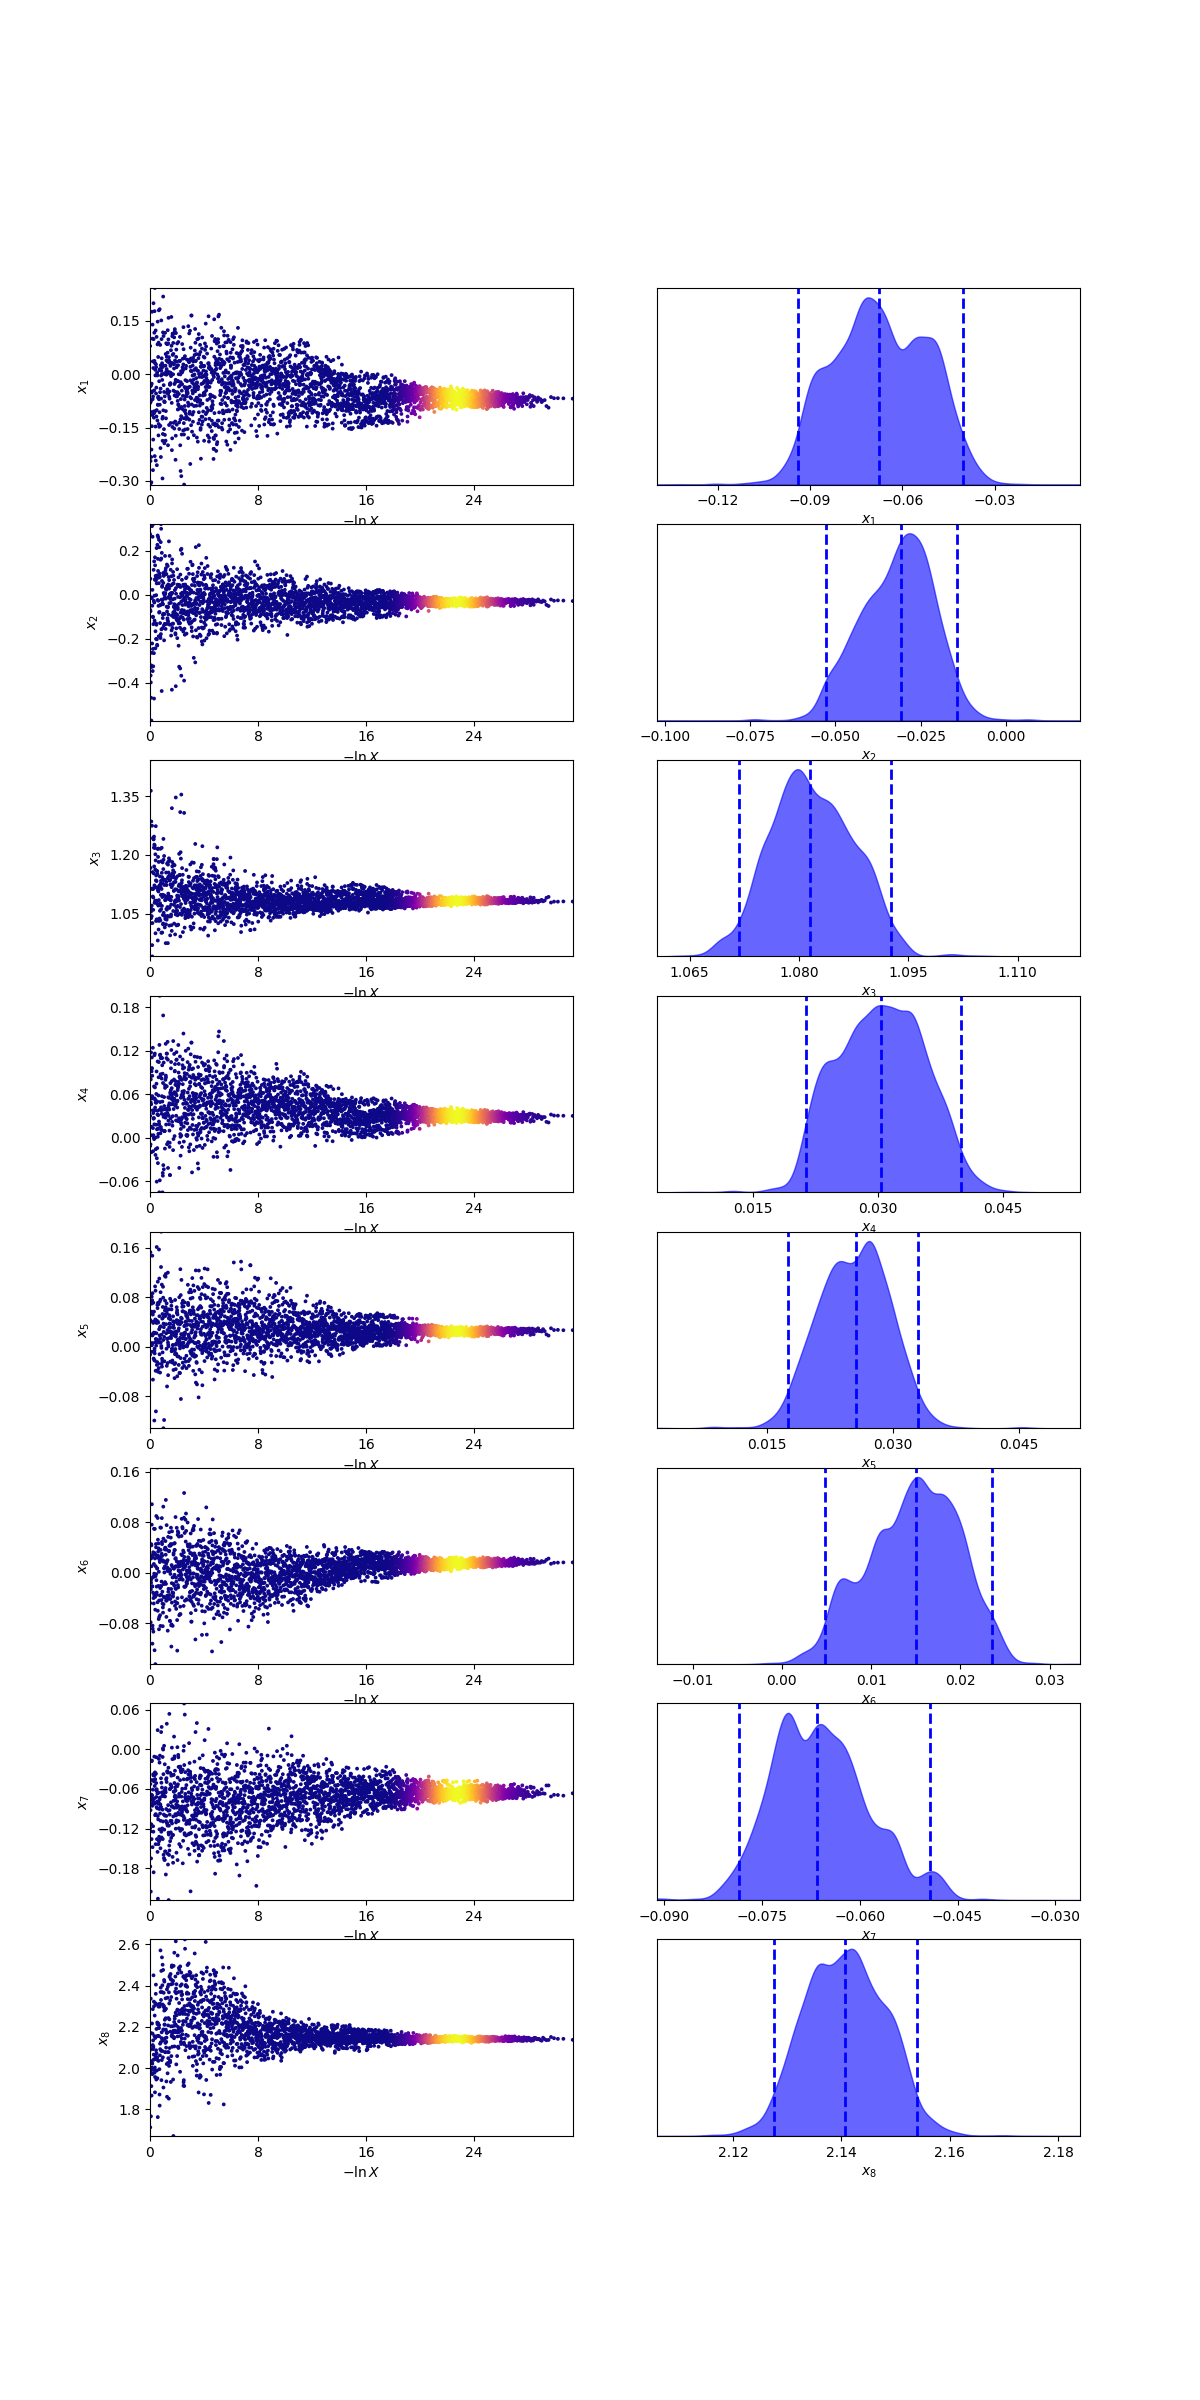 0.15
0.00
−0.15
−0.30
x₁
0 8 16 24
−ln X
−0.12 −0.09 −0.06 −0.03
x₁
0.2
0.0
−0.2
−0.4
x₂
0 8 16 24
−ln X
−0.100 −0.075 −0.050 −0.025 0.000
x₂
1.35
1.20
1.05
x₃
0 8 16 24
−ln X
1.065 1.080 1.095 1.110
x₃
0.18
0.12
0.06
0.00
−0.06
x₄
0 8 16 24
−ln X
0.015 0.030 0.045
x₄
0.16
0.08
0.00
−0.08
x₅
0 8 16 24
−ln X
0.015 0.030 0.045
x₅
0.16
0.08
0.00
−0.08
x₆
0 8 16 24
−ln X
−0.01 0.00 0.01 0.02 0.03
x₆
0.06
0.00
−0.06
−0.12
−0.18
x₇
0 8 16 24
−ln X
−0.090 −0.075 −0.060 −0.045 −0.030
x₇
2.6
2.4
2.2
2.0
1.8
x₈
0 8 16 24
−ln X
2.12 2.14 2.16 2.18
x₈